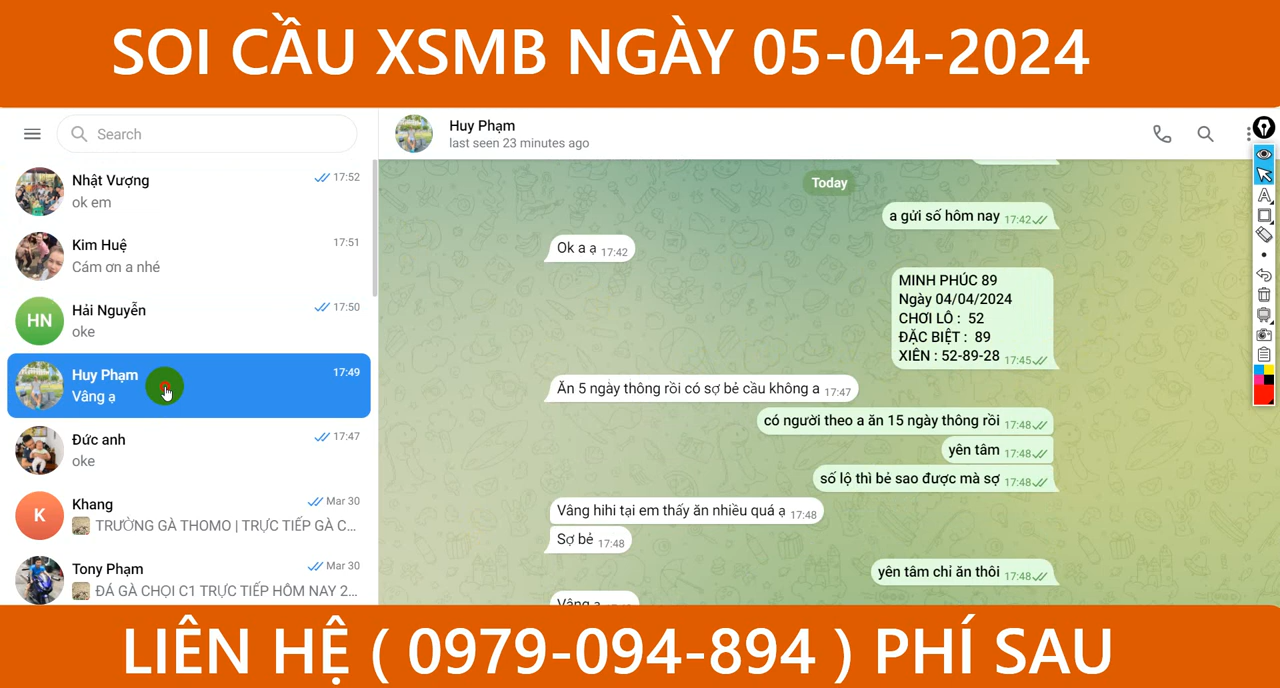 SOI CẦU XSMB NGÀY 05-04-2024
Search
Nhật Vượng 17:52
ok em
Kim Huệ 17:51
Cám ơn a nhé
HN Hải Nguyễn 17:50
oke
Huy Phạm 17:49
Vâng ạ
Đức anh 17:47
oke
K Khang Mar 30
TRƯỜNG GÀ THOMO | TRỰC TIẾP GÀ C...
Tony Phạm Mar 30
ĐÁ GÀ CHỌI C1 TRỰC TIẾP HÔM NAY 2...
Huy Phạm
last seen 23 minutes ago
Today
a gửi số hôm nay 17:42
Ok a ạ 17:42
MINH PHÚC 89
Ngày 04/04/2024
CHƠI LÔ : 52
ĐẶC BIỆT : 89
XIÊN : 52-89-28 17:45
Ăn 5 ngày thông rồi có sợ bẻ cầu không a 17:47
có người theo a ăn 15 ngày thông rồi 17:48
yên tâm 17:48
số lộ thì bẻ sao được mà sợ 17:48
Vâng hihi tại em thấy ăn nhiều quá ạ 17:48
Sợ bẻ 17:48
yên tâm chỉ ăn thôi 17:48
Vâng ạ
LIÊN HỆ ( 0979-094-894 ) PHÍ SAU